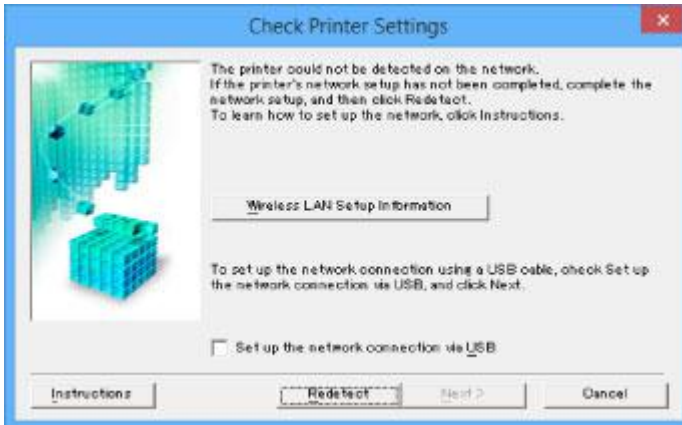 Check Printer Settings
The printer could not be detected on the network.
If the printer's network setup has not been completed, complete the
network setup, and then click Redetect.
To learn how to set up the network, click Instructions.
Wireless LAN Setup Information
To set up the network connection using a USB cable, check Set up
the network connection via USB, and click Next.
Set up the network connection via USB
Instructions
Redetect
Next >
Cancel